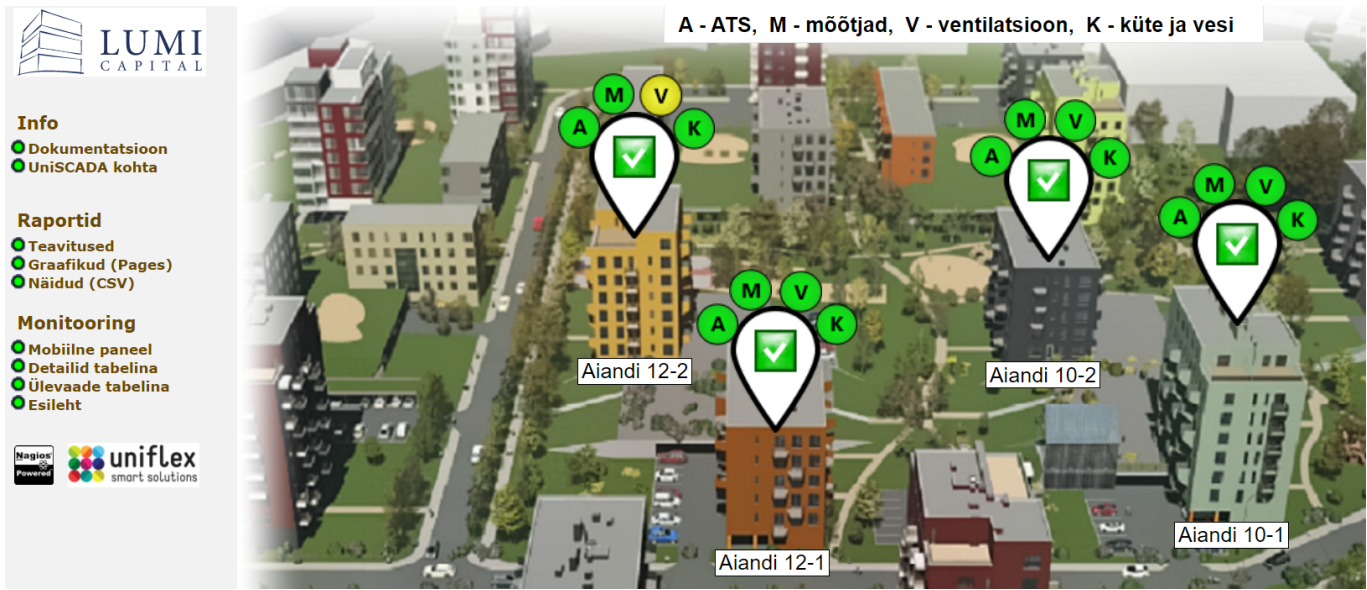 LUMI
CAPITAL
Info
Dokumentatsioon
UniSCADA kohta
Raportid
Teavitused
Graafikud (Pages)
Näidud (CSV)
Monitooring
Mobiilne paneel
Detailid tabelina
Ülevaade tabelina
Esileht
Nagios®
Powered
uniflex
smart solutions
A - ATS, M - mõõtjad, V - ventilatsioon, K - küte ja vesi
A M V K
Aiandi 12-2
A M V K
Aiandi 10-2
A M V K
Aiandi 10-1
A M V K
Aiandi 12-1